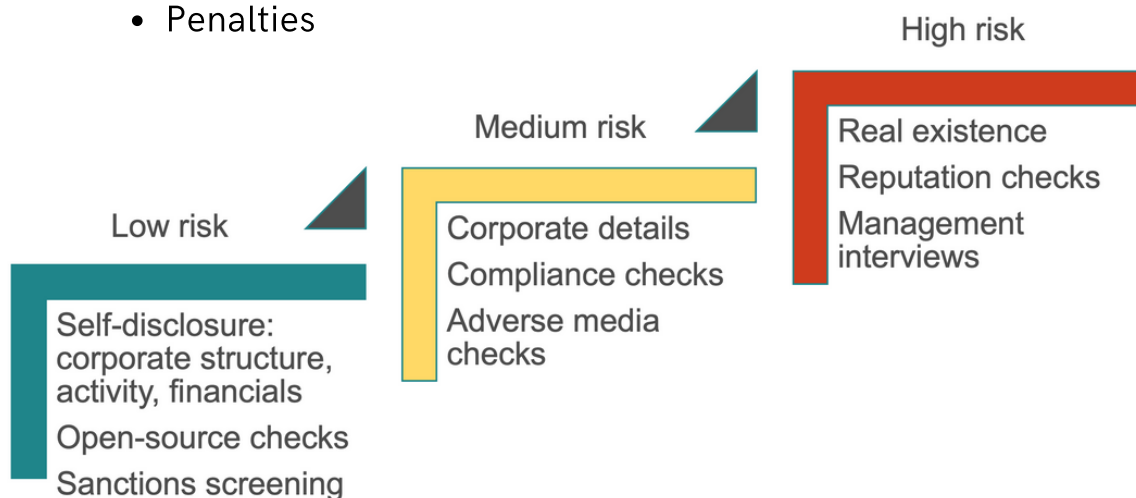 • Penalties
High risk
Real existence
Reputation checks
Management
interviews
Medium risk
Corporate details
Compliance checks
Adverse media
checks
Low risk
Self-disclosure:
corporate structure,
activity, financials
Open-source checks
Sanctions screening